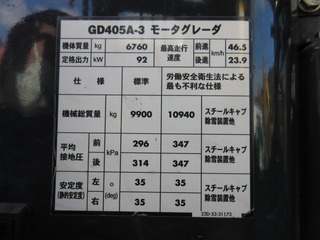 GD405A-3 モータグレーダ
機体質量 kg 6760 最高走行速度 前進 km/h 46.5
定格出力 kW 92 後進 23.9
仕様 標準 労働安全衛生法による最も不利な仕様
機械総質量 kg 9900 10940 スチールキャブ除雪装置他
平均接地圧 前 kPa 296 347 スチールキャブ除雪装置他
後 314 347
安定度(静的安定度) 左 °(deg) 35 35 スチールキャブ除雪装置他
右 35 35
23D-53-31173